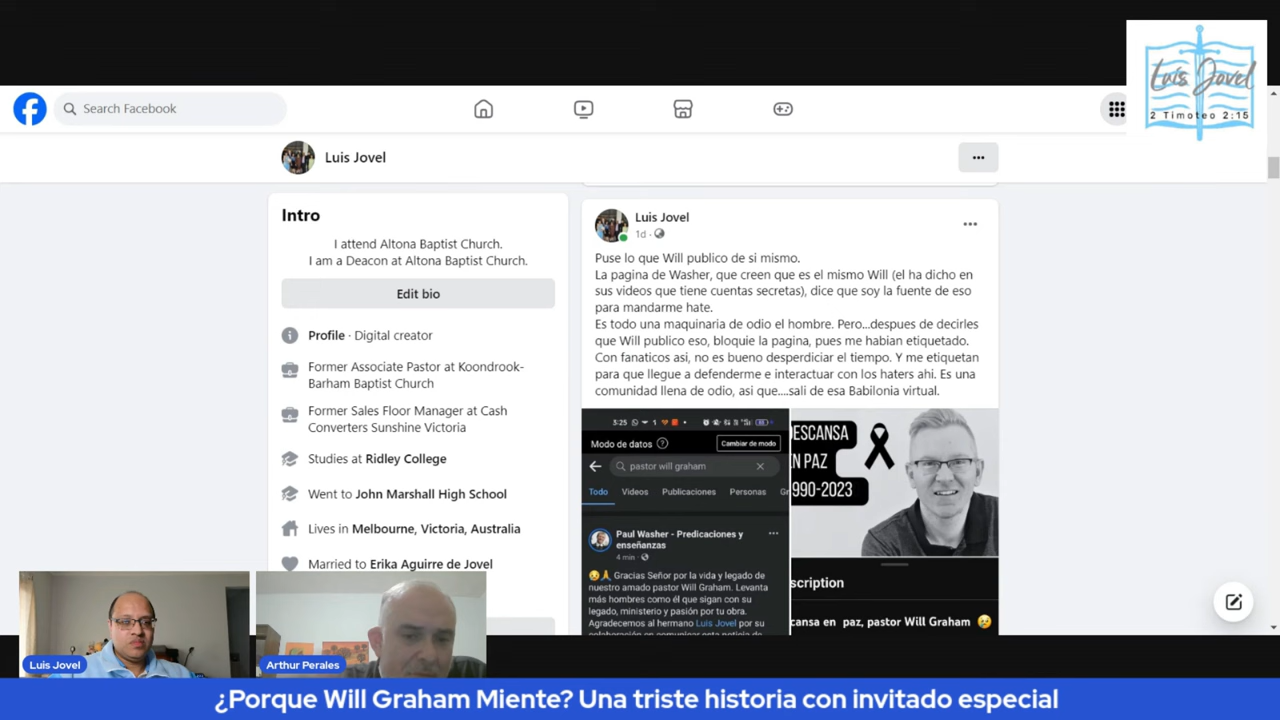 Luis Jovel
2 Timoteo 2:15
Search Facebook
Luis Jovel
Intro
I attend Altona Baptist Church.
I am a Deacon at Altona Baptist Church.
Edit bio
Profile · Digital creator
Former Associate Pastor at Koondrook-
Barham Baptist Church
Former Sales Floor Manager at Cash
Converters Sunshine Victoria
Studies at Ridley College
Went to John Marshall High School
Lives in Melbourne, Victoria, Australia
Married to Erika Aguirre de Jovel
Luis Jovel
1d ·
Puse lo que Will publico de si mismo.
La pagina de Washer, que creen que es el mismo Will (el ha dicho en
sus videos que tiene cuentas secretas), dice que soy la fuente de eso
para mandarme hate.
Es todo una maquinaria de odio el hombre. Pero...despues de decirles
que Will publico eso, bloquie la pagina, pues me habian etiquetado.
Con fanaticos asi, no es bueno desperdiciar el tiempo. Y me etiquetan
para que llegue a defenderme e interactuar con los haters ahi. Es una
comunidad llena de odio, asi que....sali de esa Babilonia virtual.
3:25
Modo de datos
Cambiar de modo
pastor will graham
Todo Videos Publicaciones Personas Gr
Paul Washer - Predicaciones y
enseñanzas
4 min ·
😢🙏 Gracias Señor por la vida y legado de
nuestro amado pastor Will Graham. Levanta
más hombres como él que sigan con su
legado, ministerio y pasión por tu obra.
Agradecemos al hermano Luis Jovel por su
ESCANSA
N PAZ
990-2023
scription
cansa en paz, pastor Will Graham 😢
Luis Jovel
Arthur Perales
¿Porque Will Graham Miente? Una triste historia con invitado especial